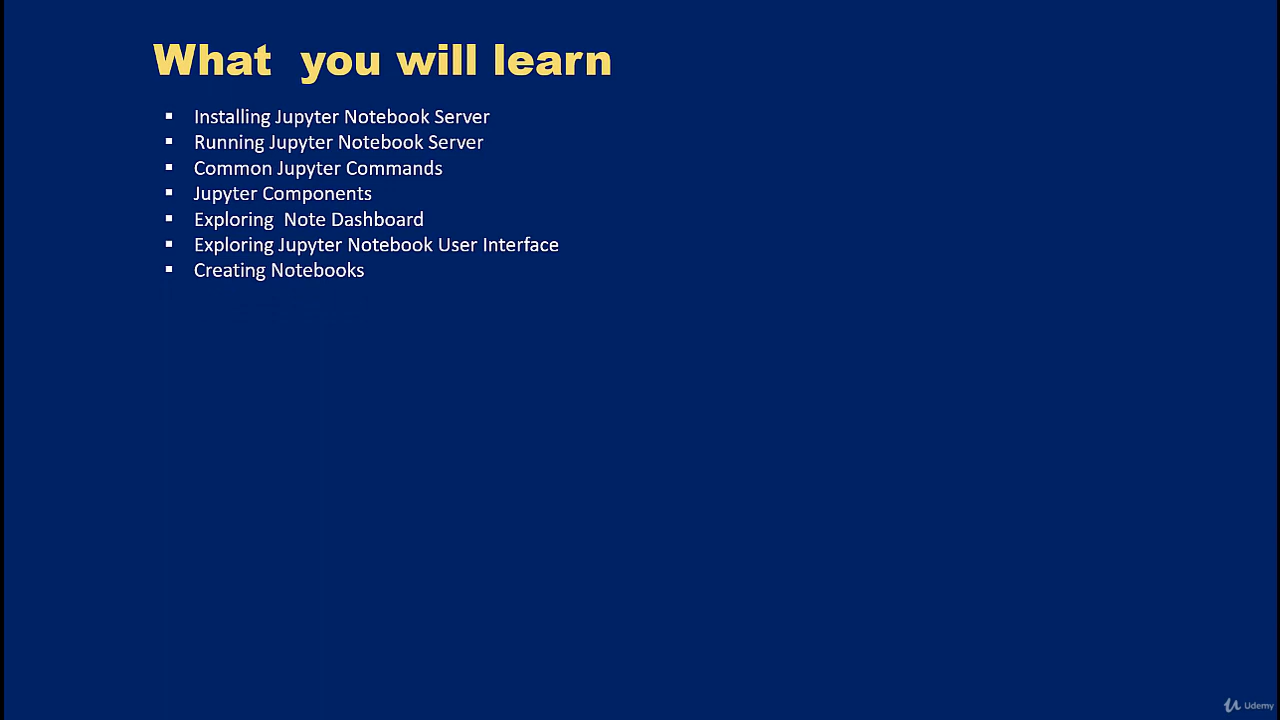 What  you will learn
▪ Installing Jupyter Notebook Server
▪ Running Jupyter Notebook Server
▪ Common Jupyter Commands
▪ Jupyter Components
▪ Exploring  Note Dashboard
▪ Exploring Jupyter Notebook User Interface
▪ Creating Notebooks
Udemy